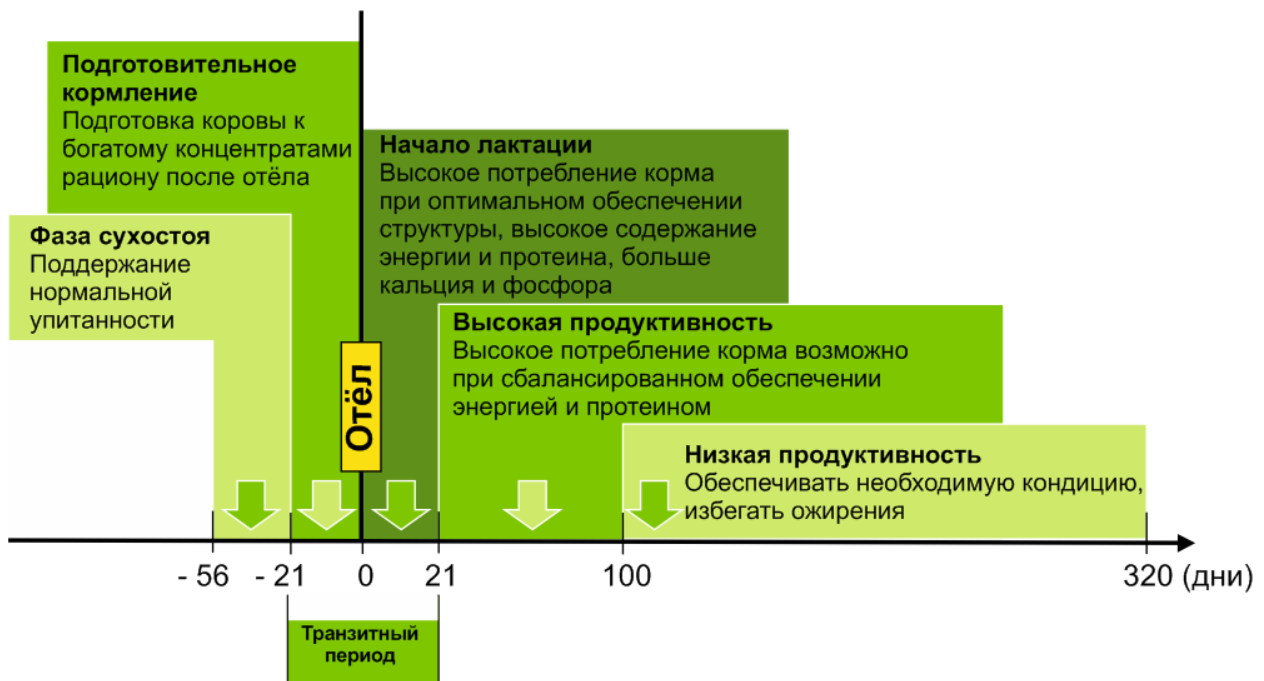 Подготовительное
кормление
Подготовка коровы к
богатому концентратами
рациону после отёла
Начало лактации
Высокое потребление корма
при оптимальном обеспечении
структуры, высокое содержание
энергии и протеина, больше
кальция и фосфора
Фаза сухостоя
Поддержание
нормальной
упитанности
Высокая продуктивность
Высокое потребление корма возможно
при сбалансированном обеспечении
энергией и протеином
Отёл
Низкая продуктивность
Обеспечивать необходимую кондицию,
избегать ожирения
- 56 - 21 0 21 100 320 (дни)
Транзитный
период